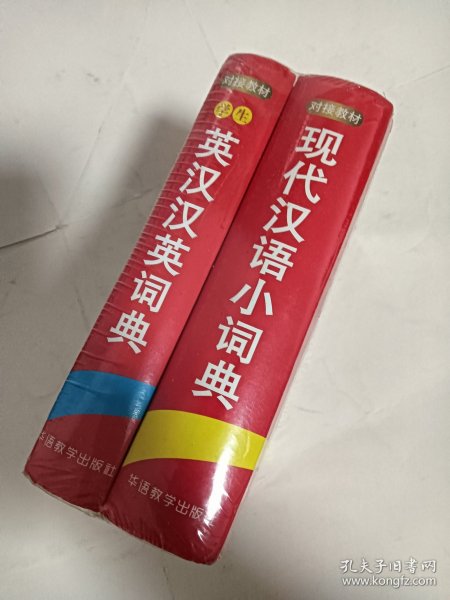 对接教材
学生
英汉汉英词典
华语教学出版社
对接教材
现代汉语小词典
华语教学出版
孔夫子旧书网
www.kongfz.com